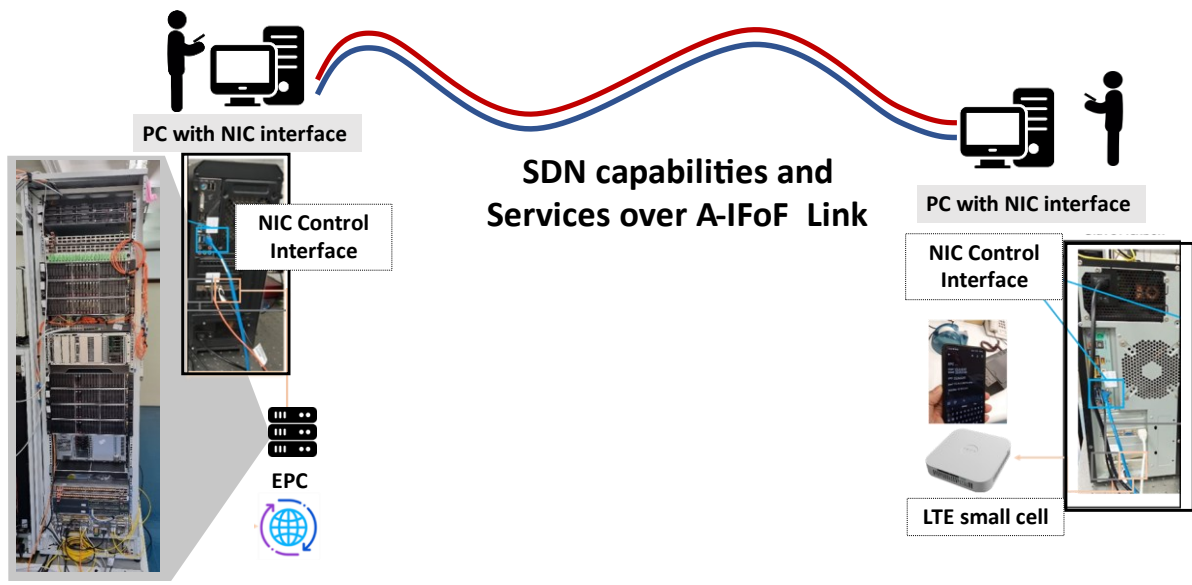 PC with NIC interface
NIC Control
Interface
SDN capabilities and
Services over A-IFoF Link
PC with NIC interface
NIC Control
Interface
EPC
LTE small cell